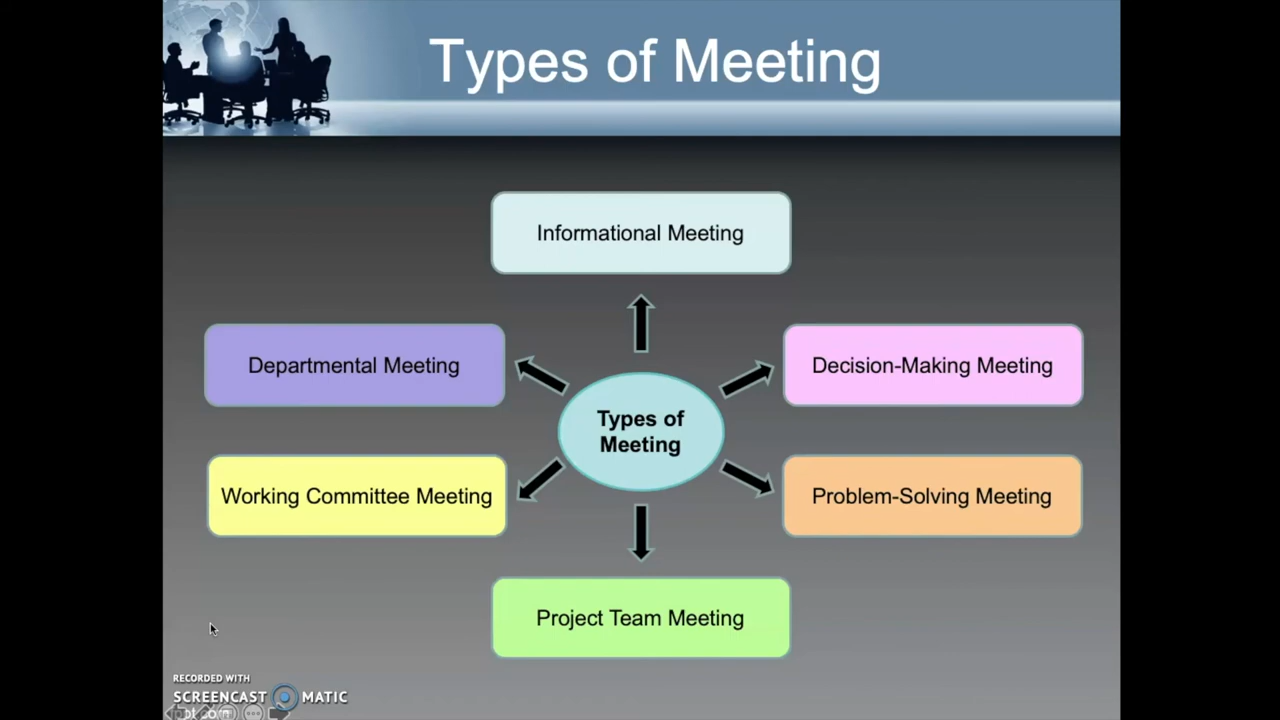 Types of Meeting
Informational Meeting
Departmental Meeting
Decision-Making Meeting
Types of
Meeting
Working Committee Meeting
Problem-Solving Meeting
Project Team Meeting
RECORDED WITH
SCREENCAST MATIC